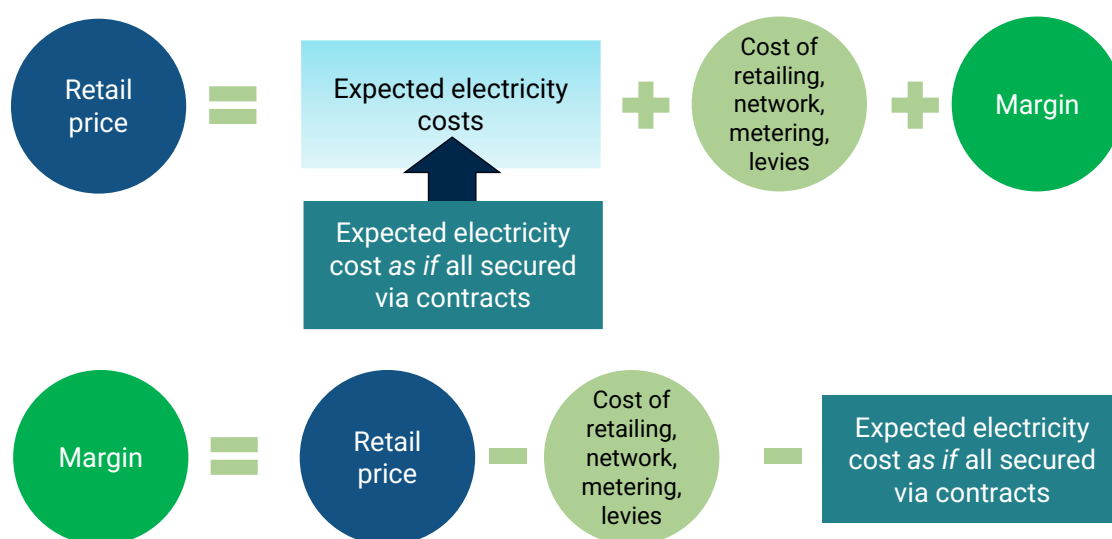 Retail
price
=
Expected electricity
costs
+
Cost of
retailing,
network,
metering,
levies
+
Margin
Expected electricity
cost as if all secured
via contracts
Margin
=
Retail
price
-
Cost of
retailing,
network,
metering,
levies
-
Expected electricity
cost as if all secured
via contracts